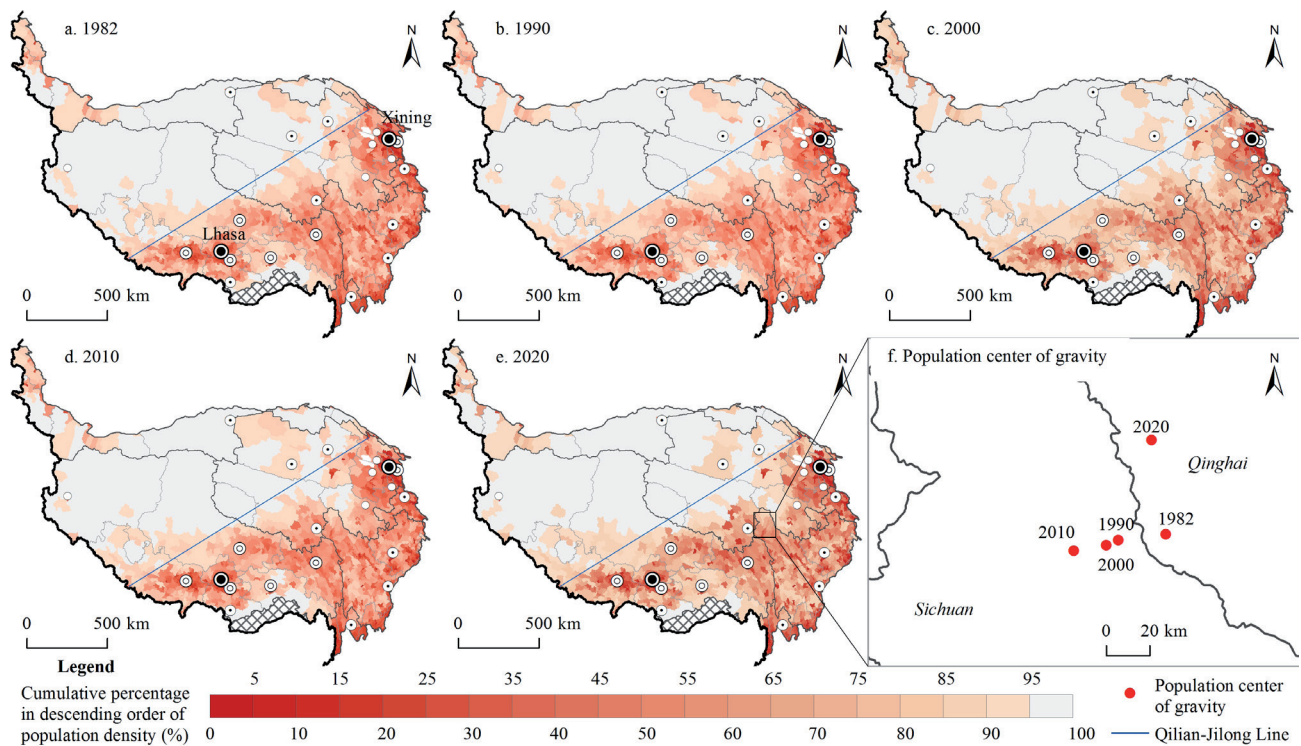 a. 1982
N
Xining
Lhasa
0 500 km
b. 1990
N
0 500 km
c. 2000
N
0 500 km
d. 2010
N
0 500 km
e. 2020
N
0 500 km
f. Population center of gravity
N
2020
Qinghai
2010 1990 1982
2000
Sichuan
0 20 km
Legend
Cumulative percentage
in descending order of
population density (%)
5 15 25 35 45 55 65 75 85 95
0 10 20 30 40 50 60 70 80 90 100
Population center
of gravity
Qilian-Jilong Line